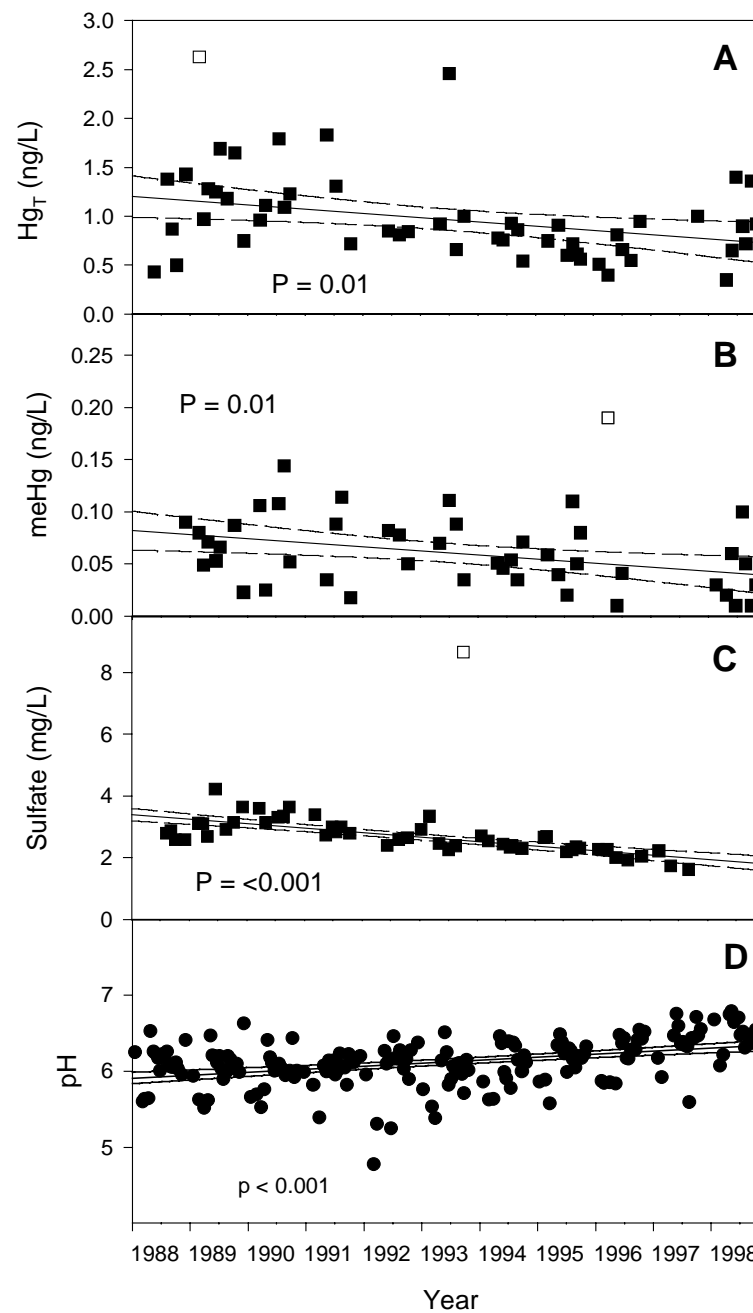 3.0
A
2.5
2.0
1.5
1.0
0.5
0.0
Hg_T (ng/L)
P = 0.01
B
0.25
0.20
0.15
0.10
0.05
0.00
meHg (ng/L)
P = 0.01
C
8
6
4
2
0
Sulfate (mg/L)
P = <0.001
D
7
6
5
pH
p < 0.001
1988 1989 1990 1991 1992 1993 1994 1995 1996 1997 1998
Year